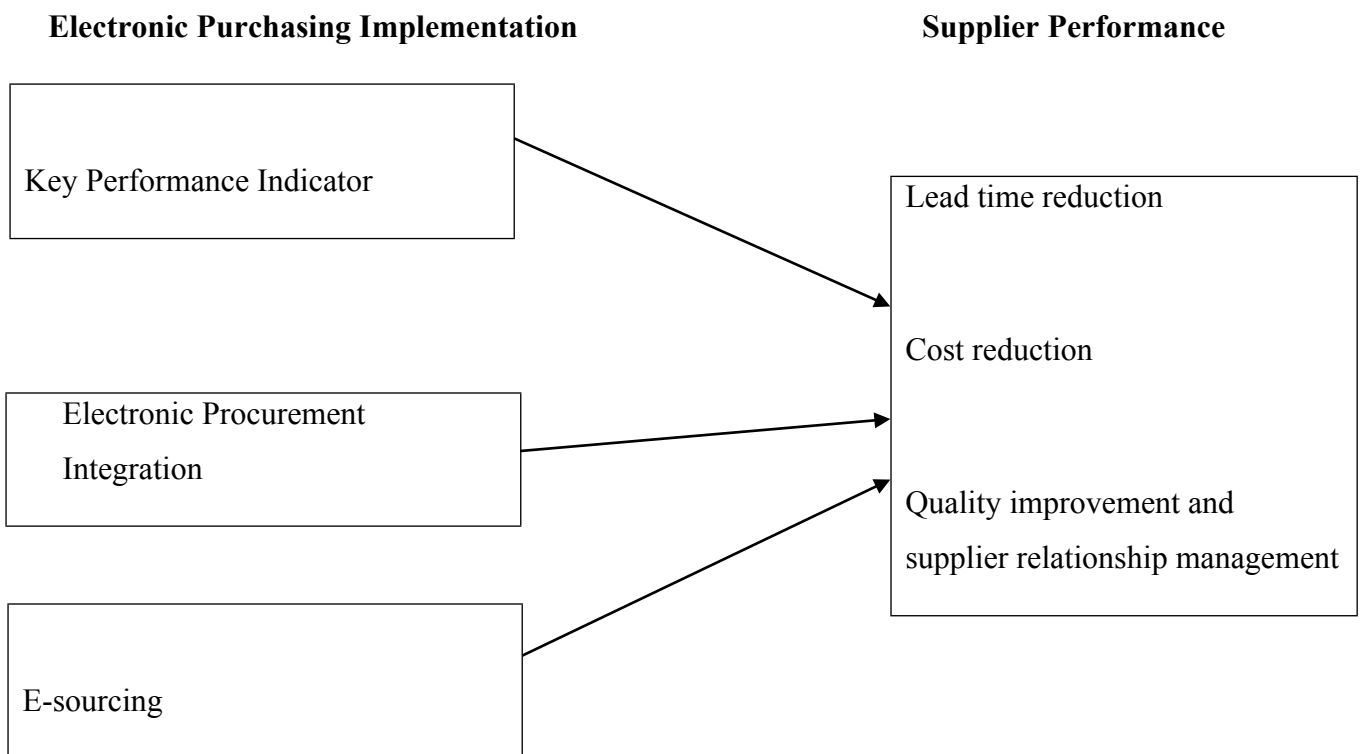 Electronic Purchasing Implementation
Supplier Performance
Key Performance Indicator
Electronic Procurement
Integration
E-sourcing
Lead time reduction
Cost reduction
Quality improvement and
supplier relationship management